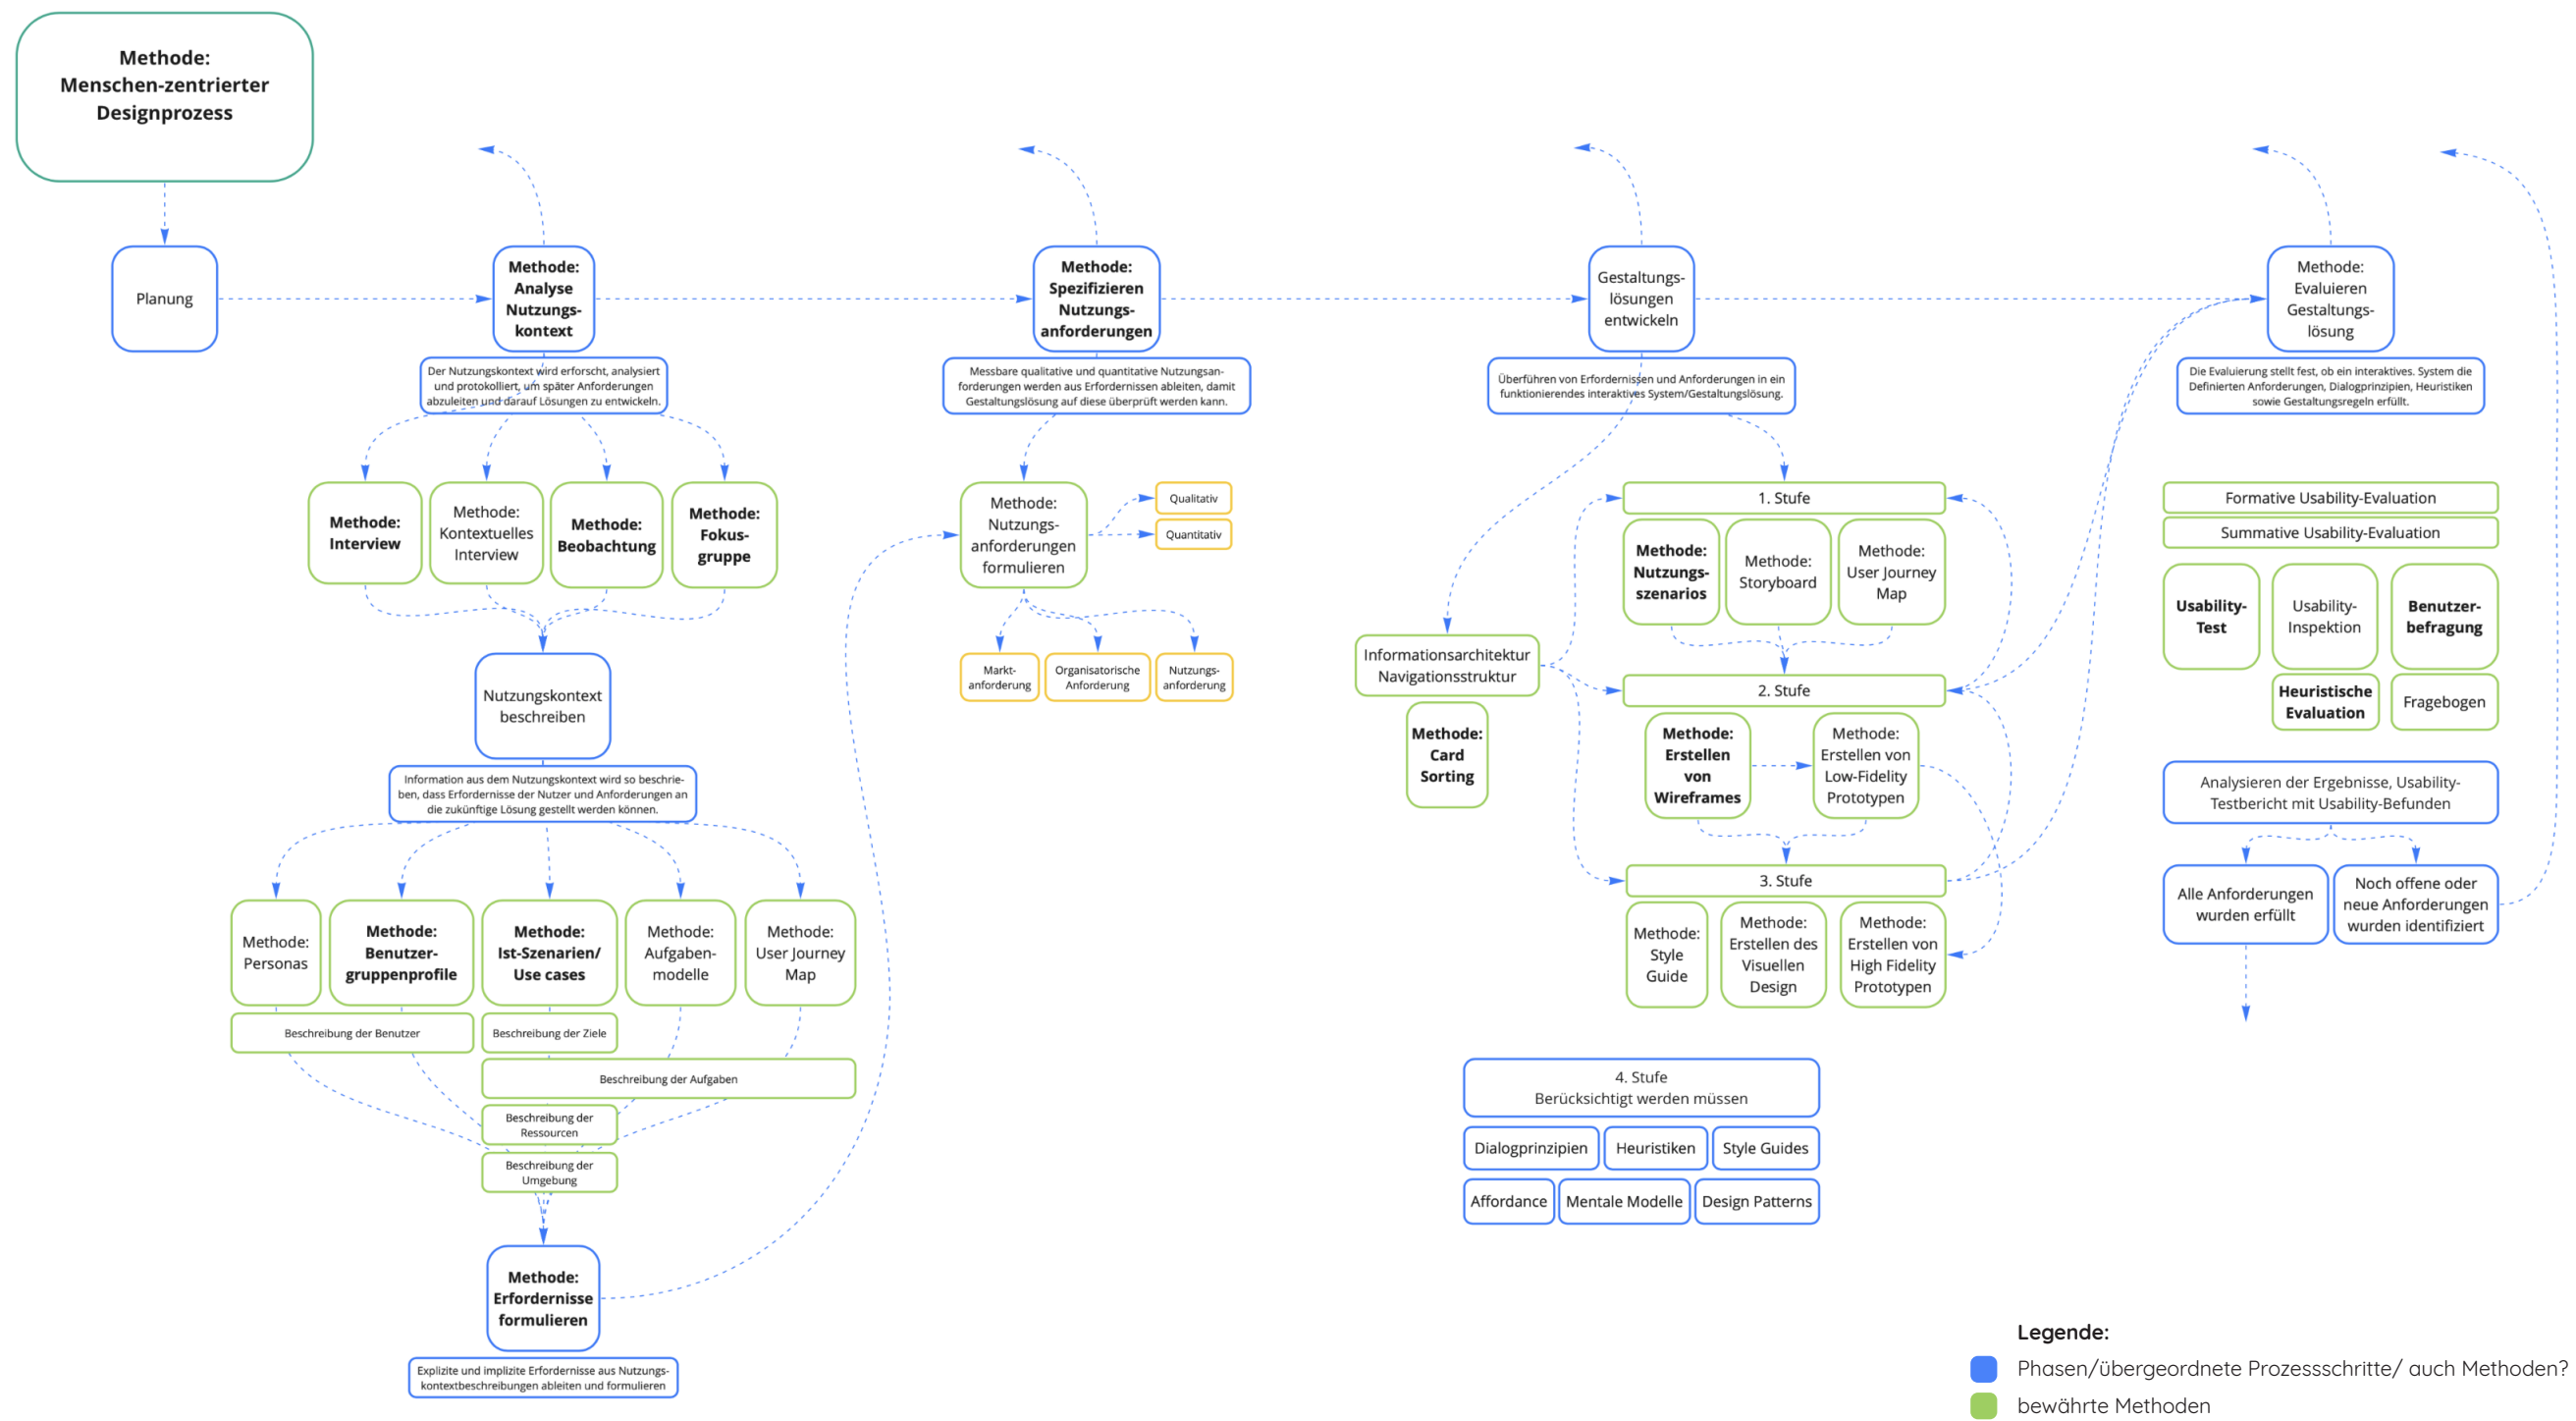 Methode:
Menschen-zentrierter
Designprozess
Planung
Methode:
Analyse
Nutzungs-
kontext
Der Nutzungskontext wird erforscht, analysiert
und protokolliert, um später Anforderungen
abzuleiten und darauf Lösungen zu entwickeln.
Methode:
Interview
Methode:
Kontextuelles
Interview
Methode:
Beobachtung
Methode:
Fokus-
gruppe
Nutzungskontext
beschreiben
Information aus dem Nutzungskontext wird so beschrie-
ben, dass Erfordernisse der Nutzer und Anforderungen an
die zukünftige Lösung gestellt werden können.
Methode:
Personas
Methode:
Benutzer-
gruppenprofile
Methode:
Ist-Szenarien/
Use cases
Methode:
Aufgaben-
modelle
Methode:
User Journey
Map
Beschreibung der Benutzer
Beschreibung der Ziele
Beschreibung der Aufgaben
Beschreibung der
Ressourcen
Beschreibung der
Umgebung
Methode:
Erfordernisse
formulieren
Explizite und implizite Erfordernisse aus Nutzungs-
kontextbeschreibungen ableiten und formulieren
Methode:
Spezifizieren
Nutzungs-
anforderungen
Messbare qualitative und quantitative Nutzungsan-
forderungen werden aus Erfordernissen ableiten, damit
Gestaltungslösung auf diese überprüft werden kann.
Methode:
Nutzungs-
anforderungen
formulieren
Qualitativ
Quantitativ
Markt-
anforderung
Organisatorische
Anforderung
Nutzungs-
anforderung
Gestaltungs-
lösungen
entwickeln
Überführen von Erfordernissen und Anforderungen in ein
funktionierendes interaktives System/Gestaltungslösung.
Informationsarchitektur
Navigationsstruktur
Methode:
Card
Sorting
1. Stufe
Methode:
Nutzungs-
szenarios
Methode:
Storyboard
Methode:
User Journey
Map
2. Stufe
Methode:
Erstellen
von
Wireframes
Methode:
Erstellen von
Low-Fidelity
Prototypen
3. Stufe
Methode:
Style
Guide
Methode:
Erstellen des
Visuellen
Design
Methode:
Erstellen von
High Fidelity
Prototypen
4. Stufe
Berücksichtigt werden müssen
Dialogprinzipien
Heuristiken
Style Guides
Affordance
Mentale Modelle
Design Patterns
Methode:
Evaluieren
Gestaltungs-
lösung
Die Evaluierung stellt fest, ob ein interaktives. System die
Definierten Anforderungen, Dialogprinzipien, Heuristiken
sowie Gestaltungsregeln erfüllt.
Formative Usability-Evaluation
Summative Usability-Evaluation
Usability-
Test
Usability-
Inspektion
Benutzer-
befragung
Heuristische
Evaluation
Fragebogen
Analysieren der Ergebnisse, Usability-
Testbericht mit Usability-Befunden
Alle Anforderungen
wurden erfüllt
Noch offene oder
neue Anforderungen
wurden identifiziert
Legende:
Phasen/übergeordnete Prozessschritte/ auch Methoden?
bewährte Methoden